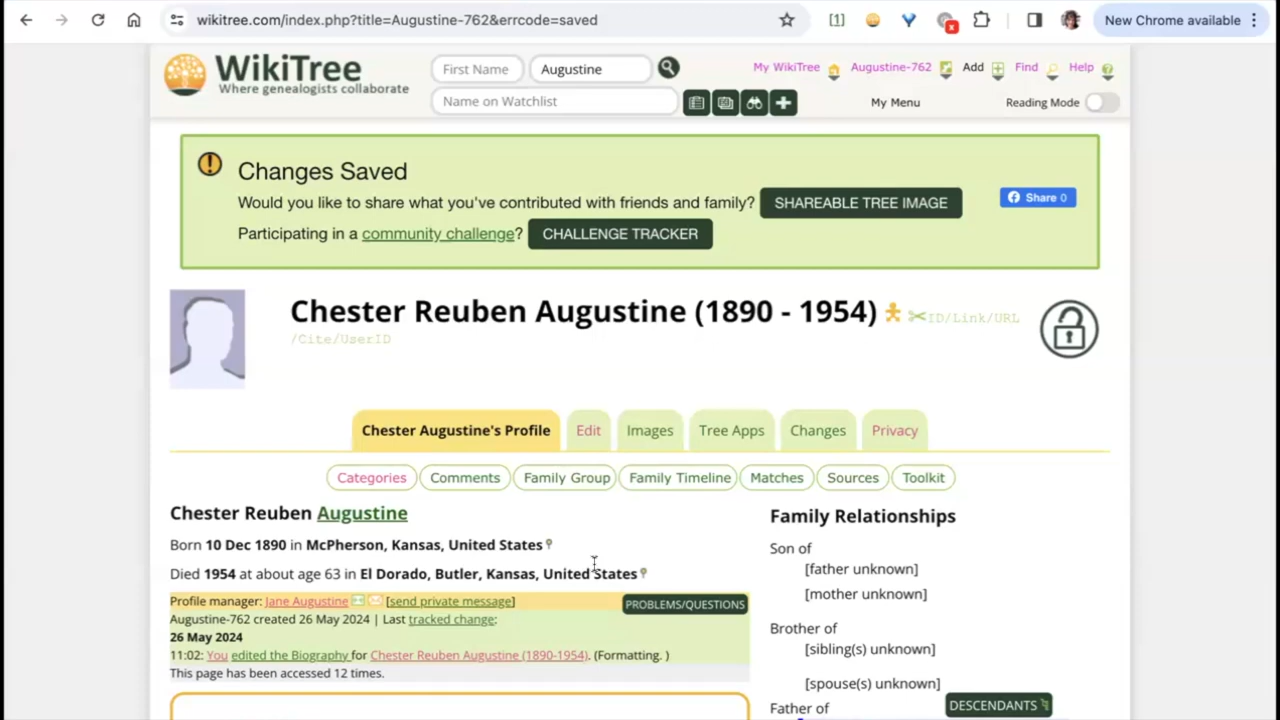 wikitree.com/index.php?title=Augustine-762&errcode=saved
[1]
New Chrome available
WikiTree
Where genealogists collaborate
First Name
Augustine
My WikiTree
Augustine-762
Add
Find
Help
Name on Watchlist
My Menu
Reading Mode
Changes Saved
Would you like to share what you've contributed with friends and family? SHAREABLE TREE IMAGE
Share 0
Participating in a community challenge? CHALLENGE TRACKER
Chester Reuben Augustine (1890 - 1954) ID/Link/URL
/Cite/UserID
Chester Augustine's Profile
Edit
Images
Tree Apps
Changes
Privacy
Categories
Comments
Family Group
Family Timeline
Matches
Sources
Toolkit
Chester Reuben Augustine
Born 10 Dec 1890 in McPherson, Kansas, United States
Died 1954 at about age 63 in El Dorado, Butler, Kansas, United States
Profile manager: Jane Augustine [send private message]
PROBLEMS/QUESTIONS
Augustine-762 created 26 May 2024 | Last tracked change:
26 May 2024
11:02: You edited the Biography for Chester Reuben Augustine (1890-1954). (Formatting. )
This page has been accessed 12 times.
Family Relationships
Son of
[father unknown]
[mother unknown]
Brother of
[sibling(s) unknown]
[spouse(s) unknown]
DESCENDANTS
Father of